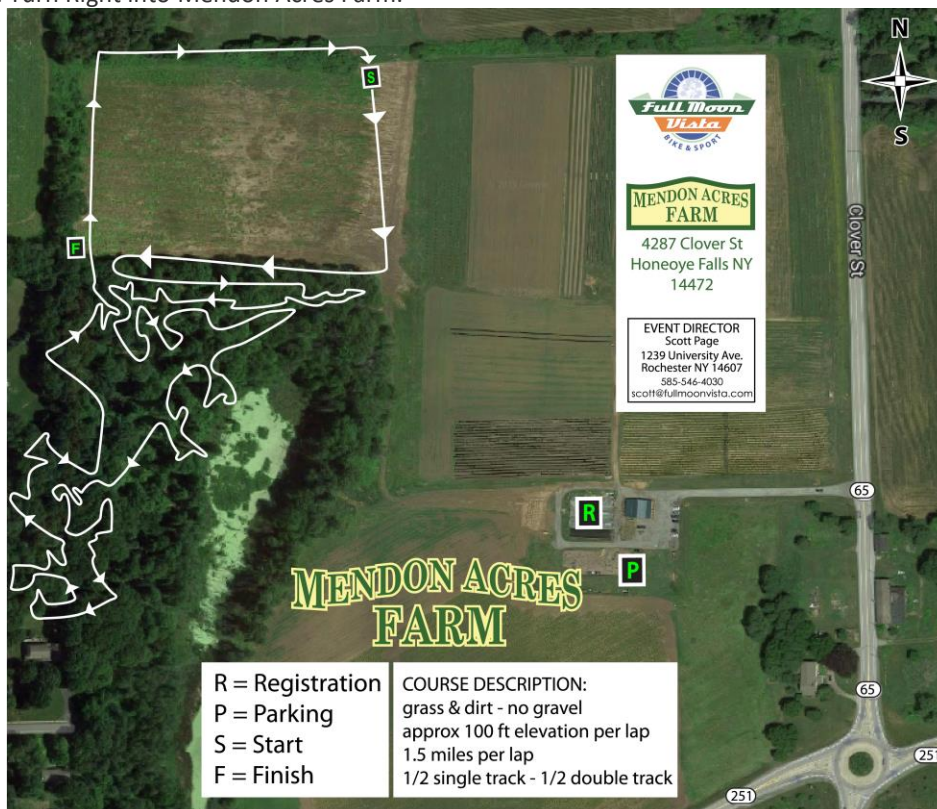 Turn Right into Mendon Acres Farm.
N
S
Full Moon
Vista
BIKE & SPORT
MENDON ACRES
FARM
4287 Clover St
Honeoye Falls NY
14472
EVENT DIRECTOR
Scott Page
1239 University Ave.
Rochester NY 14607
585-546-4030
scott@fullmoonvista.com
Clover St
S
F
65
R
P
MENDON ACRES
FARM
65
251
251
R = Registration
P = Parking
S = Start
F = Finish
COURSE DESCRIPTION:
grass & dirt - no gravel
approx 100 ft elevation per lap
1.5 miles per lap
1/2 single track - 1/2 double track